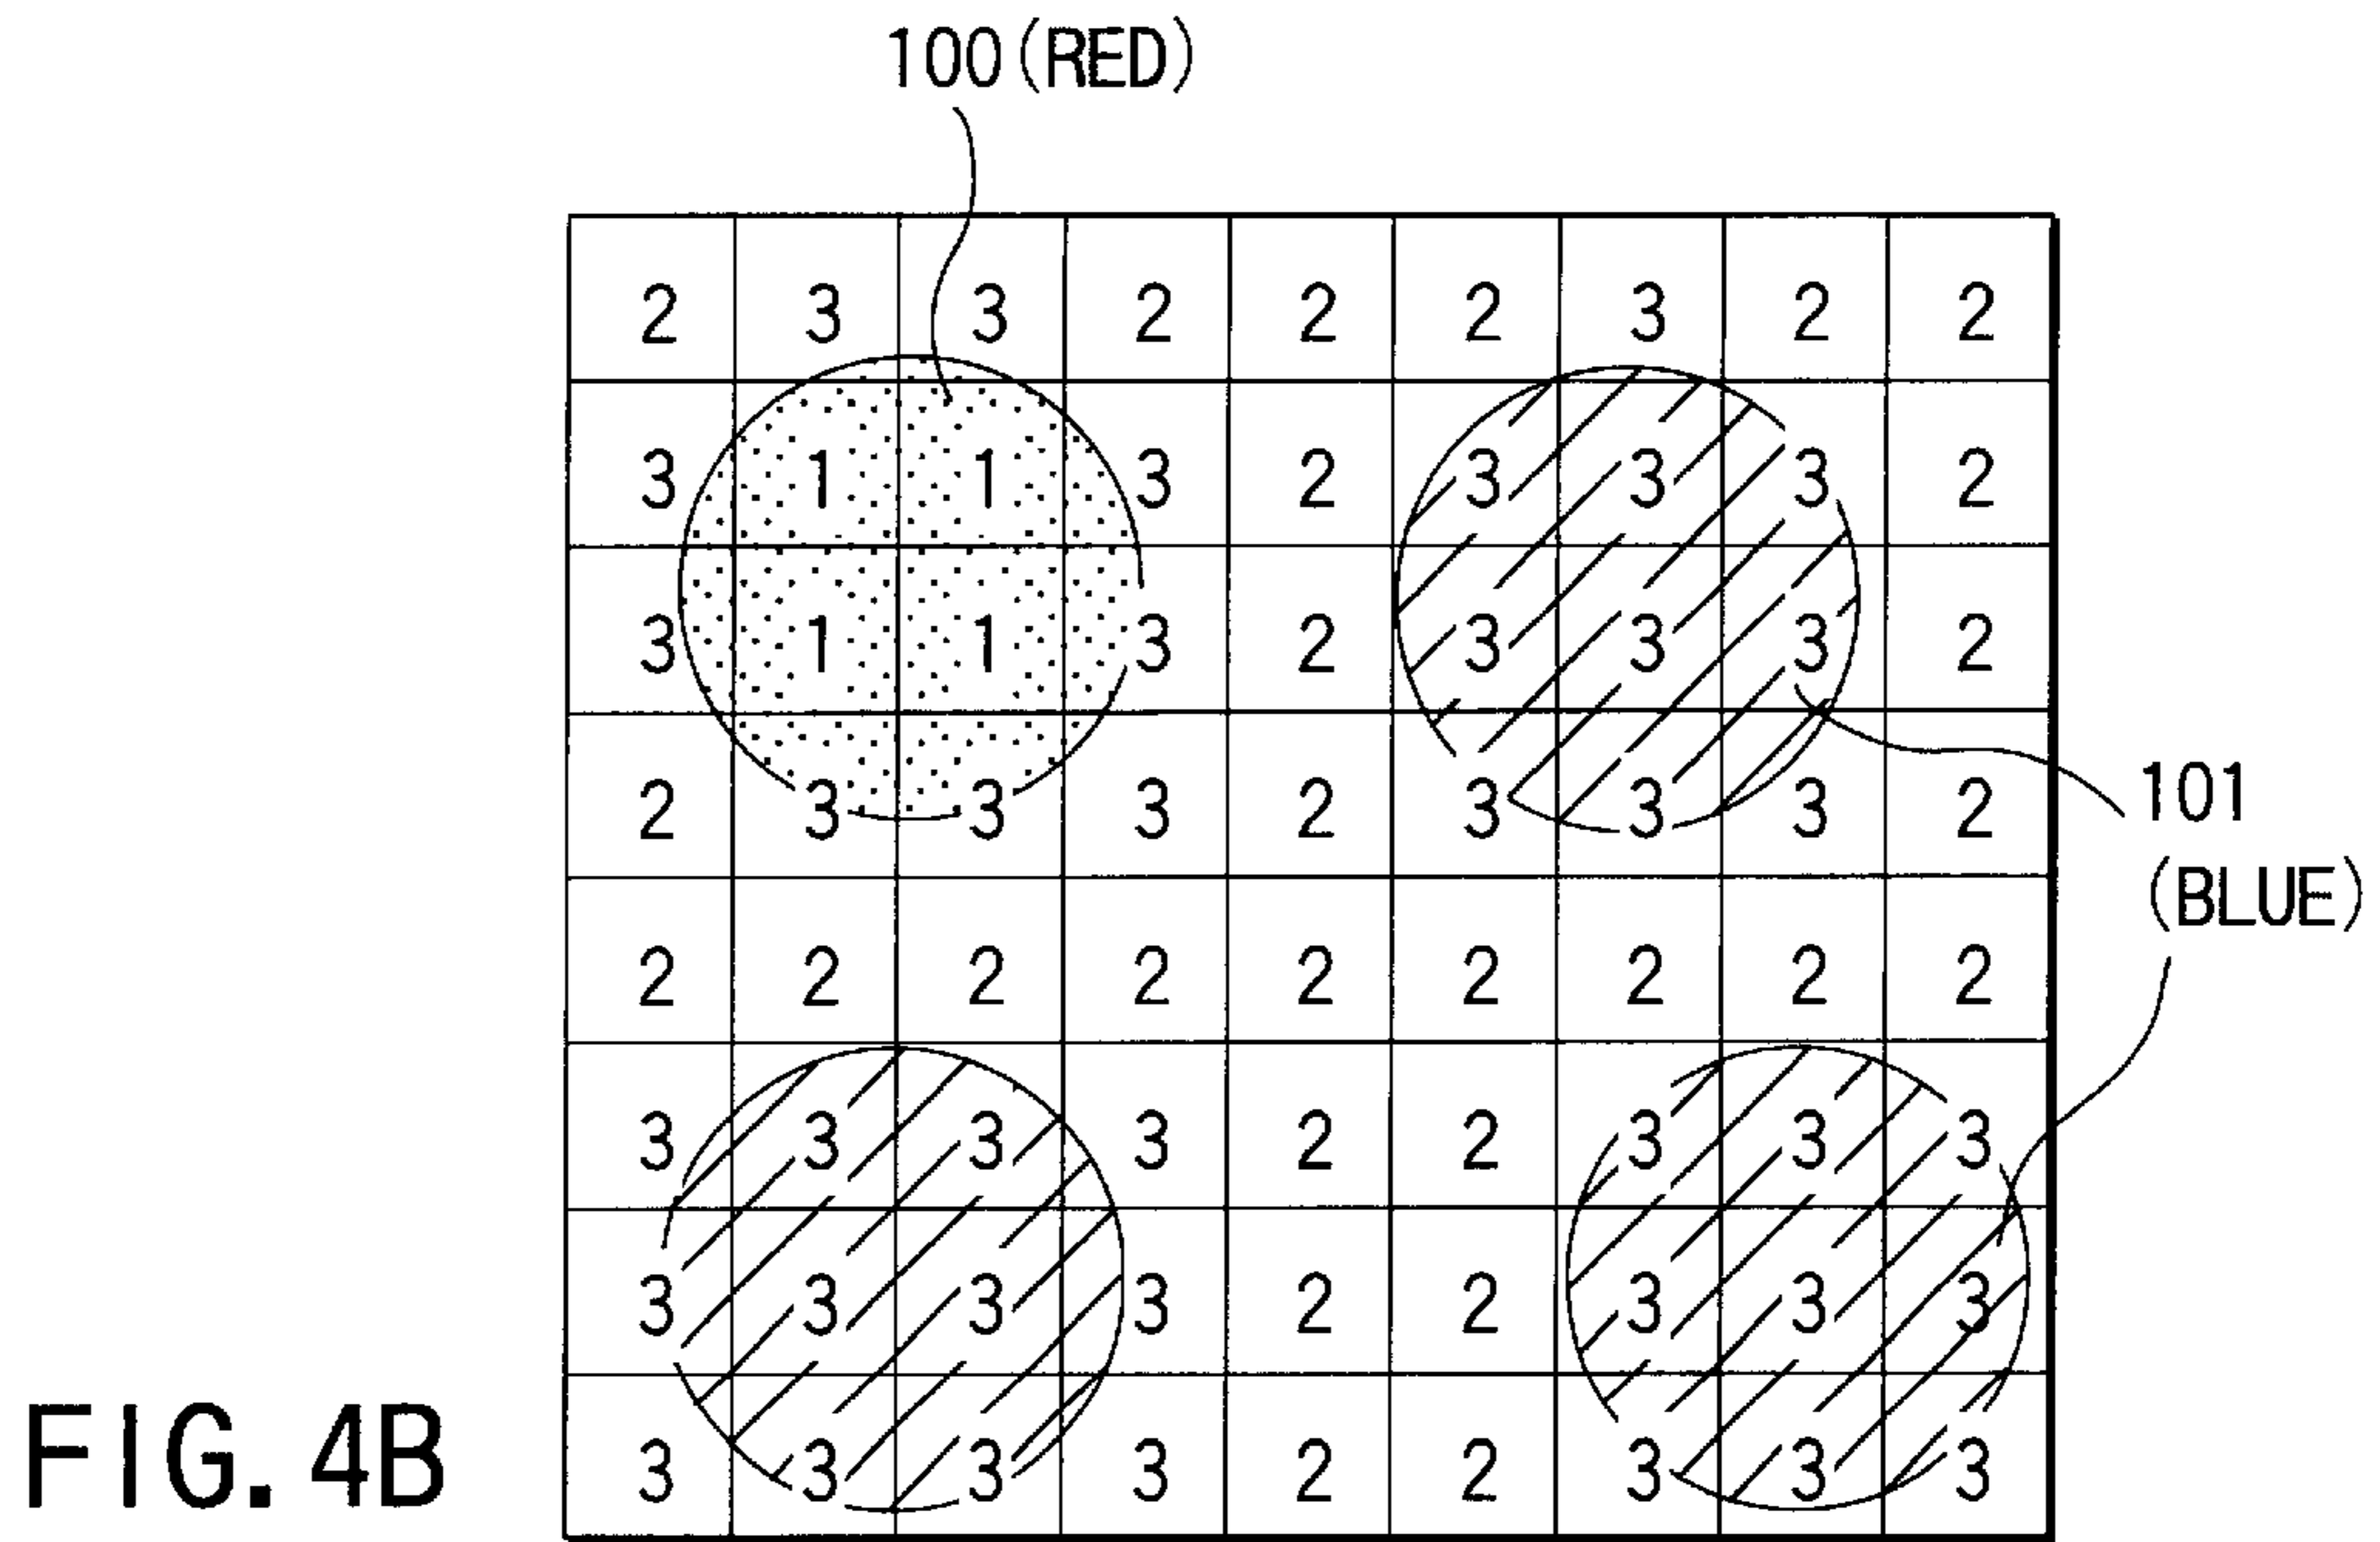 100 (RED)
2 3 3 2 2 2 3 2 2
3 1 1 3 2 3 3 3 2
3 1 1 3 2 3 3 3 2
2 3 3 3 2 3 3 3 2
101
(BLUE)
2 2 2 2 2 2 2 2 2
3 3 3 3 2 2 3 3 3
3 3 3 3 2 2 3 3 3
3 3 3 3 2 2 3 3 3
FIG. 4B